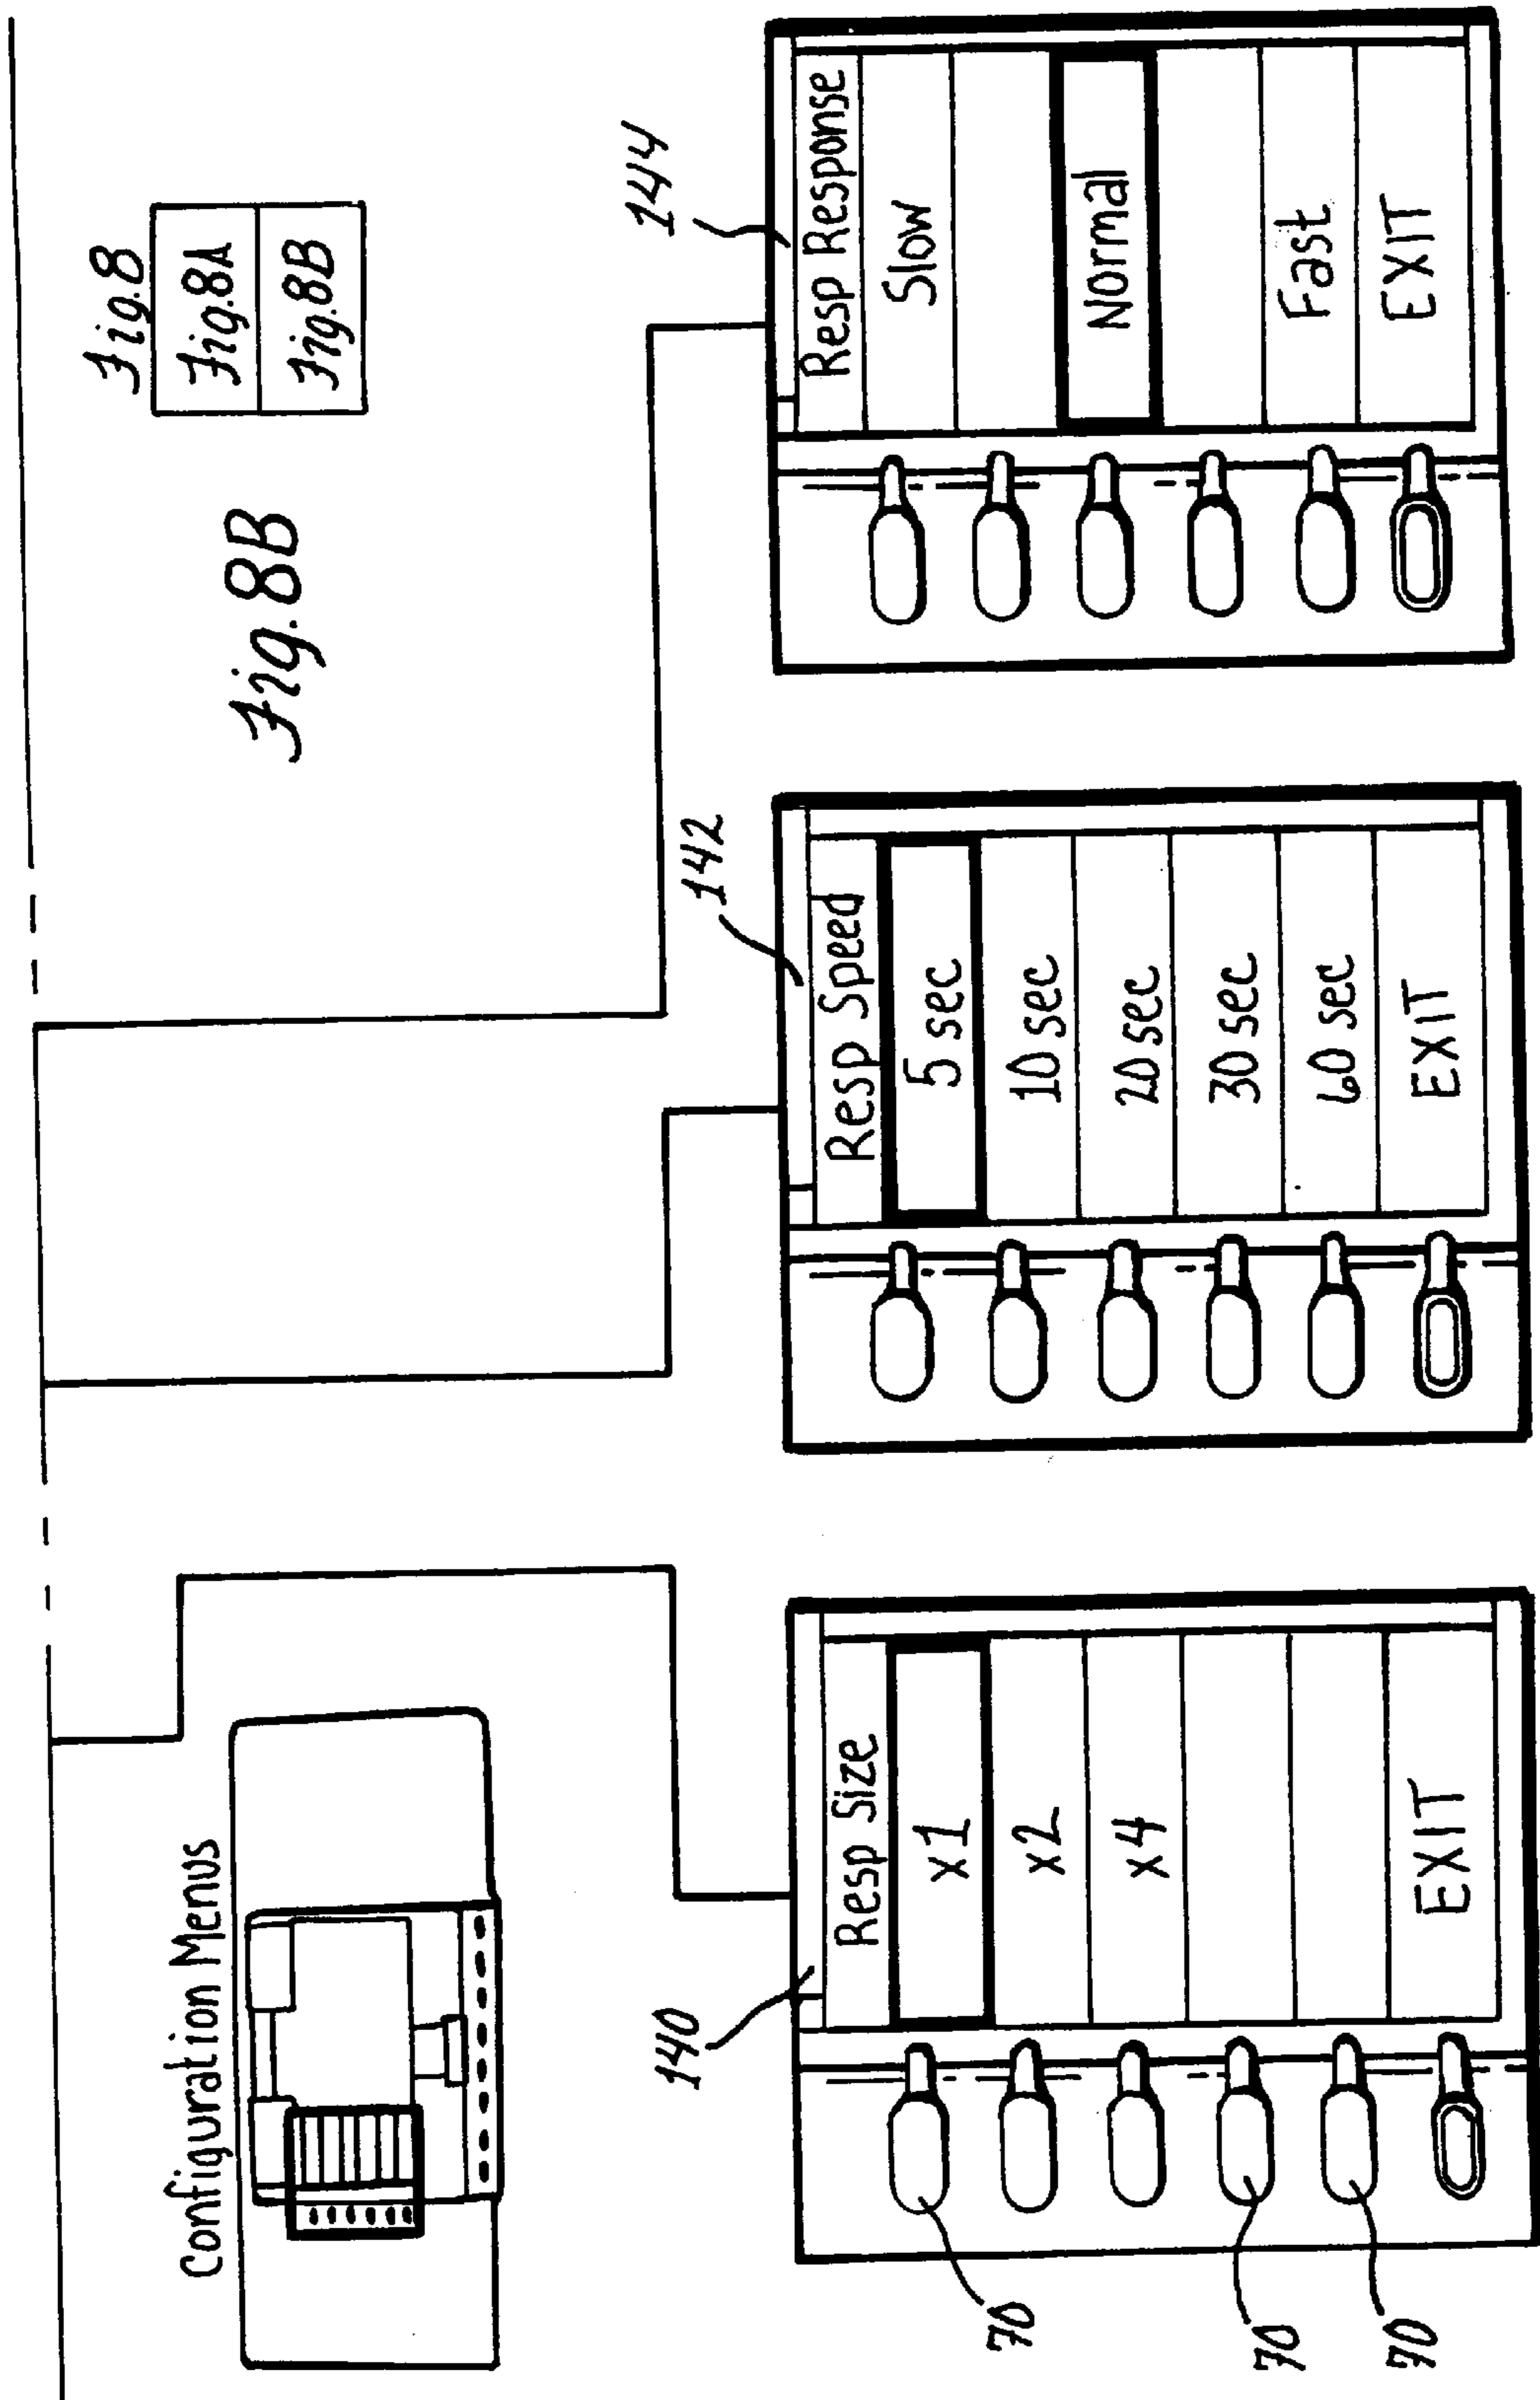 Configuration Menus
Fig. 8B
Fig. 8
Fig. 8A
Fig. 8B
140
Resp Size
x1
x2
x4
EXIT
70
70
70
142
Resp Speed
5 sec
10 sec
20 sec
30 sec
60 sec
EXIT
144
Resp Response
Slow
Normal
Fast
EXIT